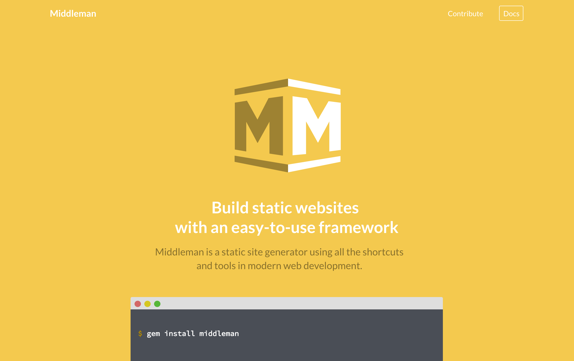 Middleman
Contribute
Docs
MM
Build static websites
with an easy-to-use framework
Middleman is a static site generator using all the shortcuts
and tools in modern web development.
$ gem install middleman